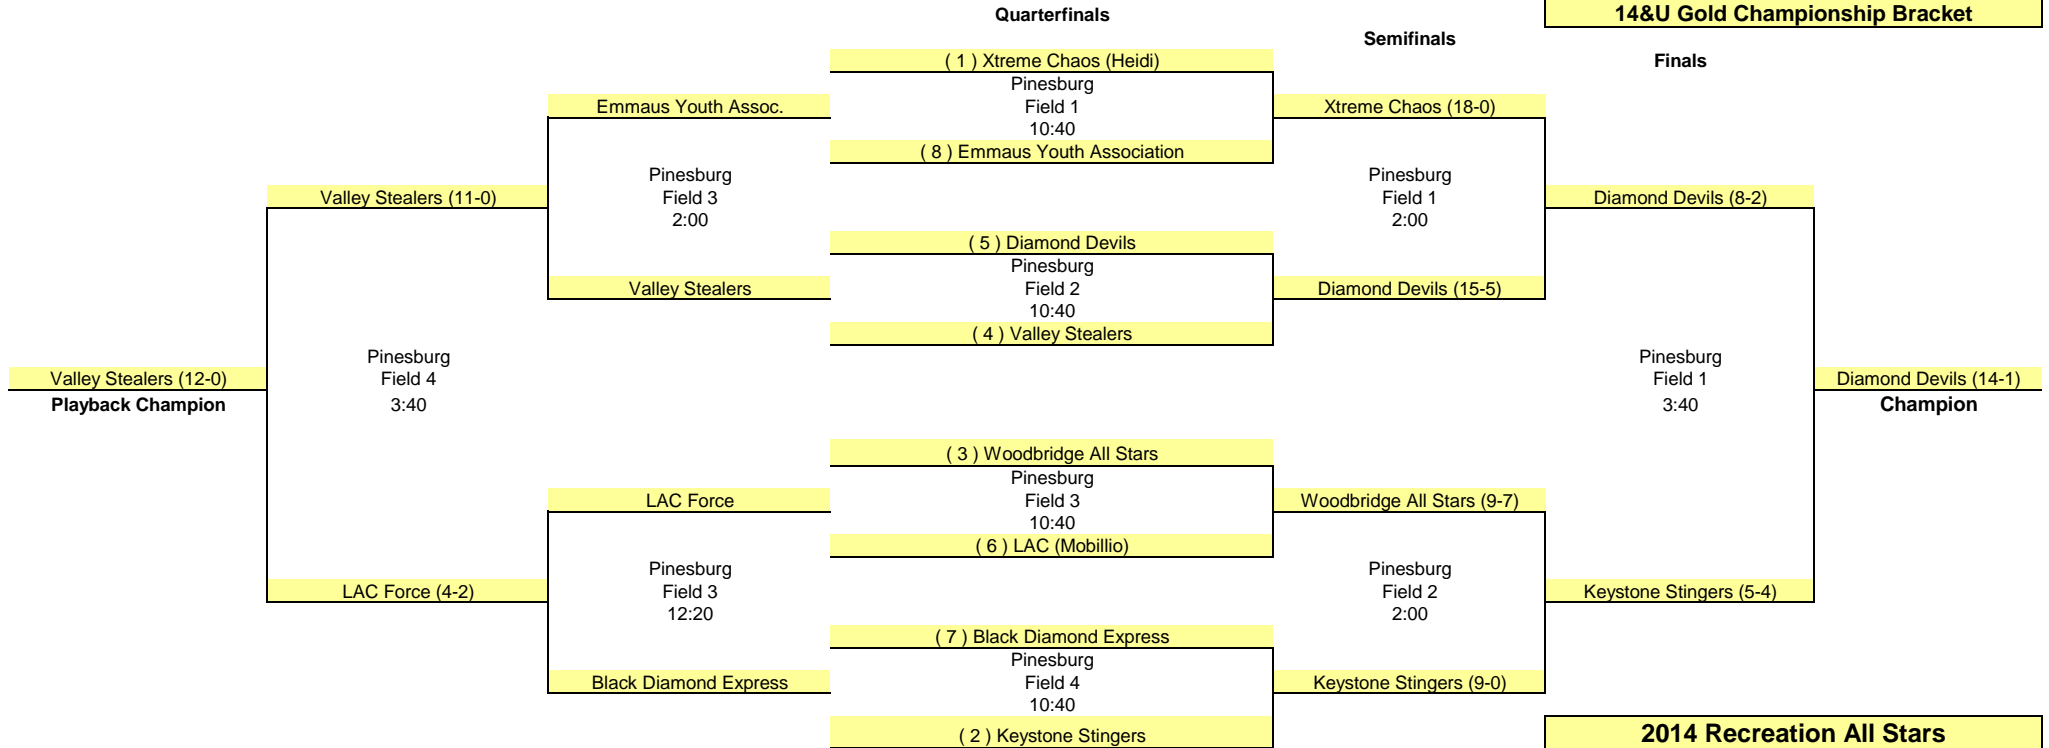 Quarterfinals
14&U Gold Championship Bracket
Semifinals
Finals
( 1 ) Xtreme Chaos (Heidi)
Pinesburg
Field 1
10:40
( 8 ) Emmaus Youth Association
Emmaus Youth Assoc.
Xtreme Chaos (18-0)
Pinesburg
Field 3
2:00
Pinesburg
Field 1
2:00
Valley Stealers (11-0)
Diamond Devils (8-2)
( 5 ) Diamond Devils
Pinesburg
Field 2
10:40
( 4 ) Valley Stealers
Valley Stealers
Diamond Devils (15-5)
Pinesburg
Field 4
3:40
Pinesburg
Field 1
3:40
Valley Stealers (12-0)
Playback Champion
Diamond Devils (14-1)
Champion
( 3 ) Woodbridge All Stars
Pinesburg
Field 3
10:40
( 6 ) LAC (Mobillio)
LAC Force
Woodbridge All Stars (9-7)
Pinesburg
Field 3
12:20
Pinesburg
Field 2
2:00
LAC Force (4-2)
Keystone Stingers (5-4)
( 7 ) Black Diamond Express
Pinesburg
Field 4
10:40
( 2 ) Keystone Stingers
Black Diamond Express
Keystone Stingers (9-0)
2014 Recreation All Stars